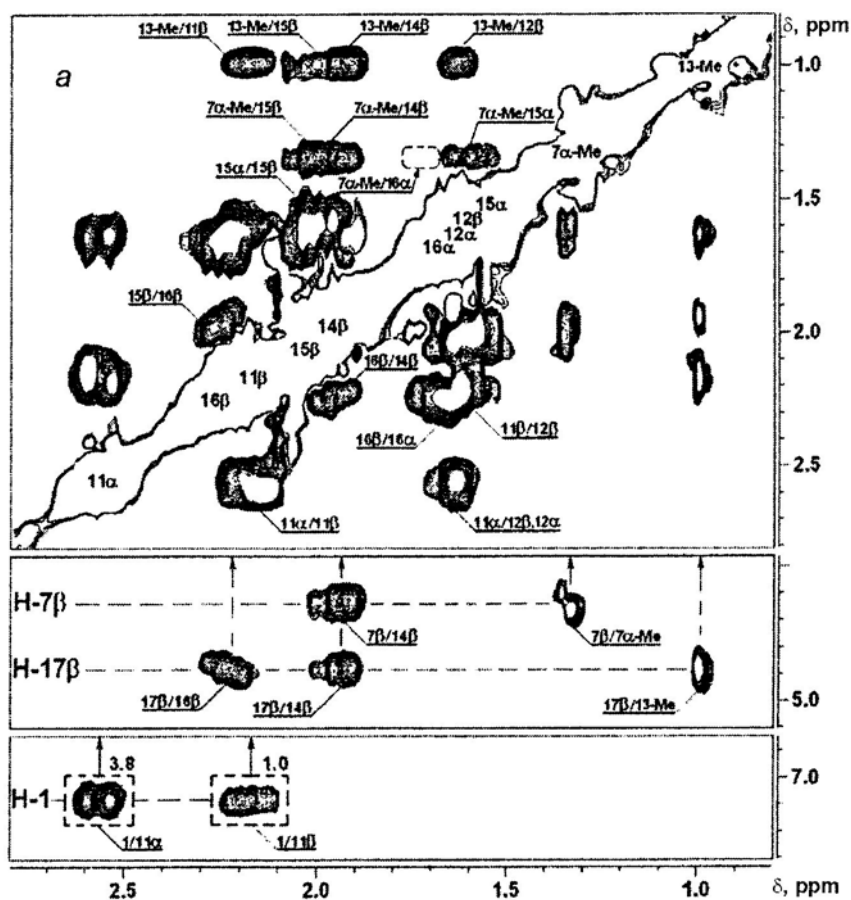 13-Me/11β 13-Me/15β 13-Me/14β 13-Me/12β
δ, ppm
1.0
13-Me
a
7α-Me/15β 7α-Me/14β 7α-Me/15α
7α-Me
15α/15β
7α-Me/16α
1.5
15α
12β
12α
16α
15β/16β
14β
2.0
15β
16β/14β
11β
16β
16β/16α
11β/12β
2.5
11α
11α/11β
11α/12β,12α
H-7β
7β/14β
7β/7α-Me
H-17β
17β/16β
17β/14β
17β/13-Me
5.0
3.8
1.0
H-1
7.0
1/11α
1/11β
2.5 2.0 1.5 1.0 δ, ppm